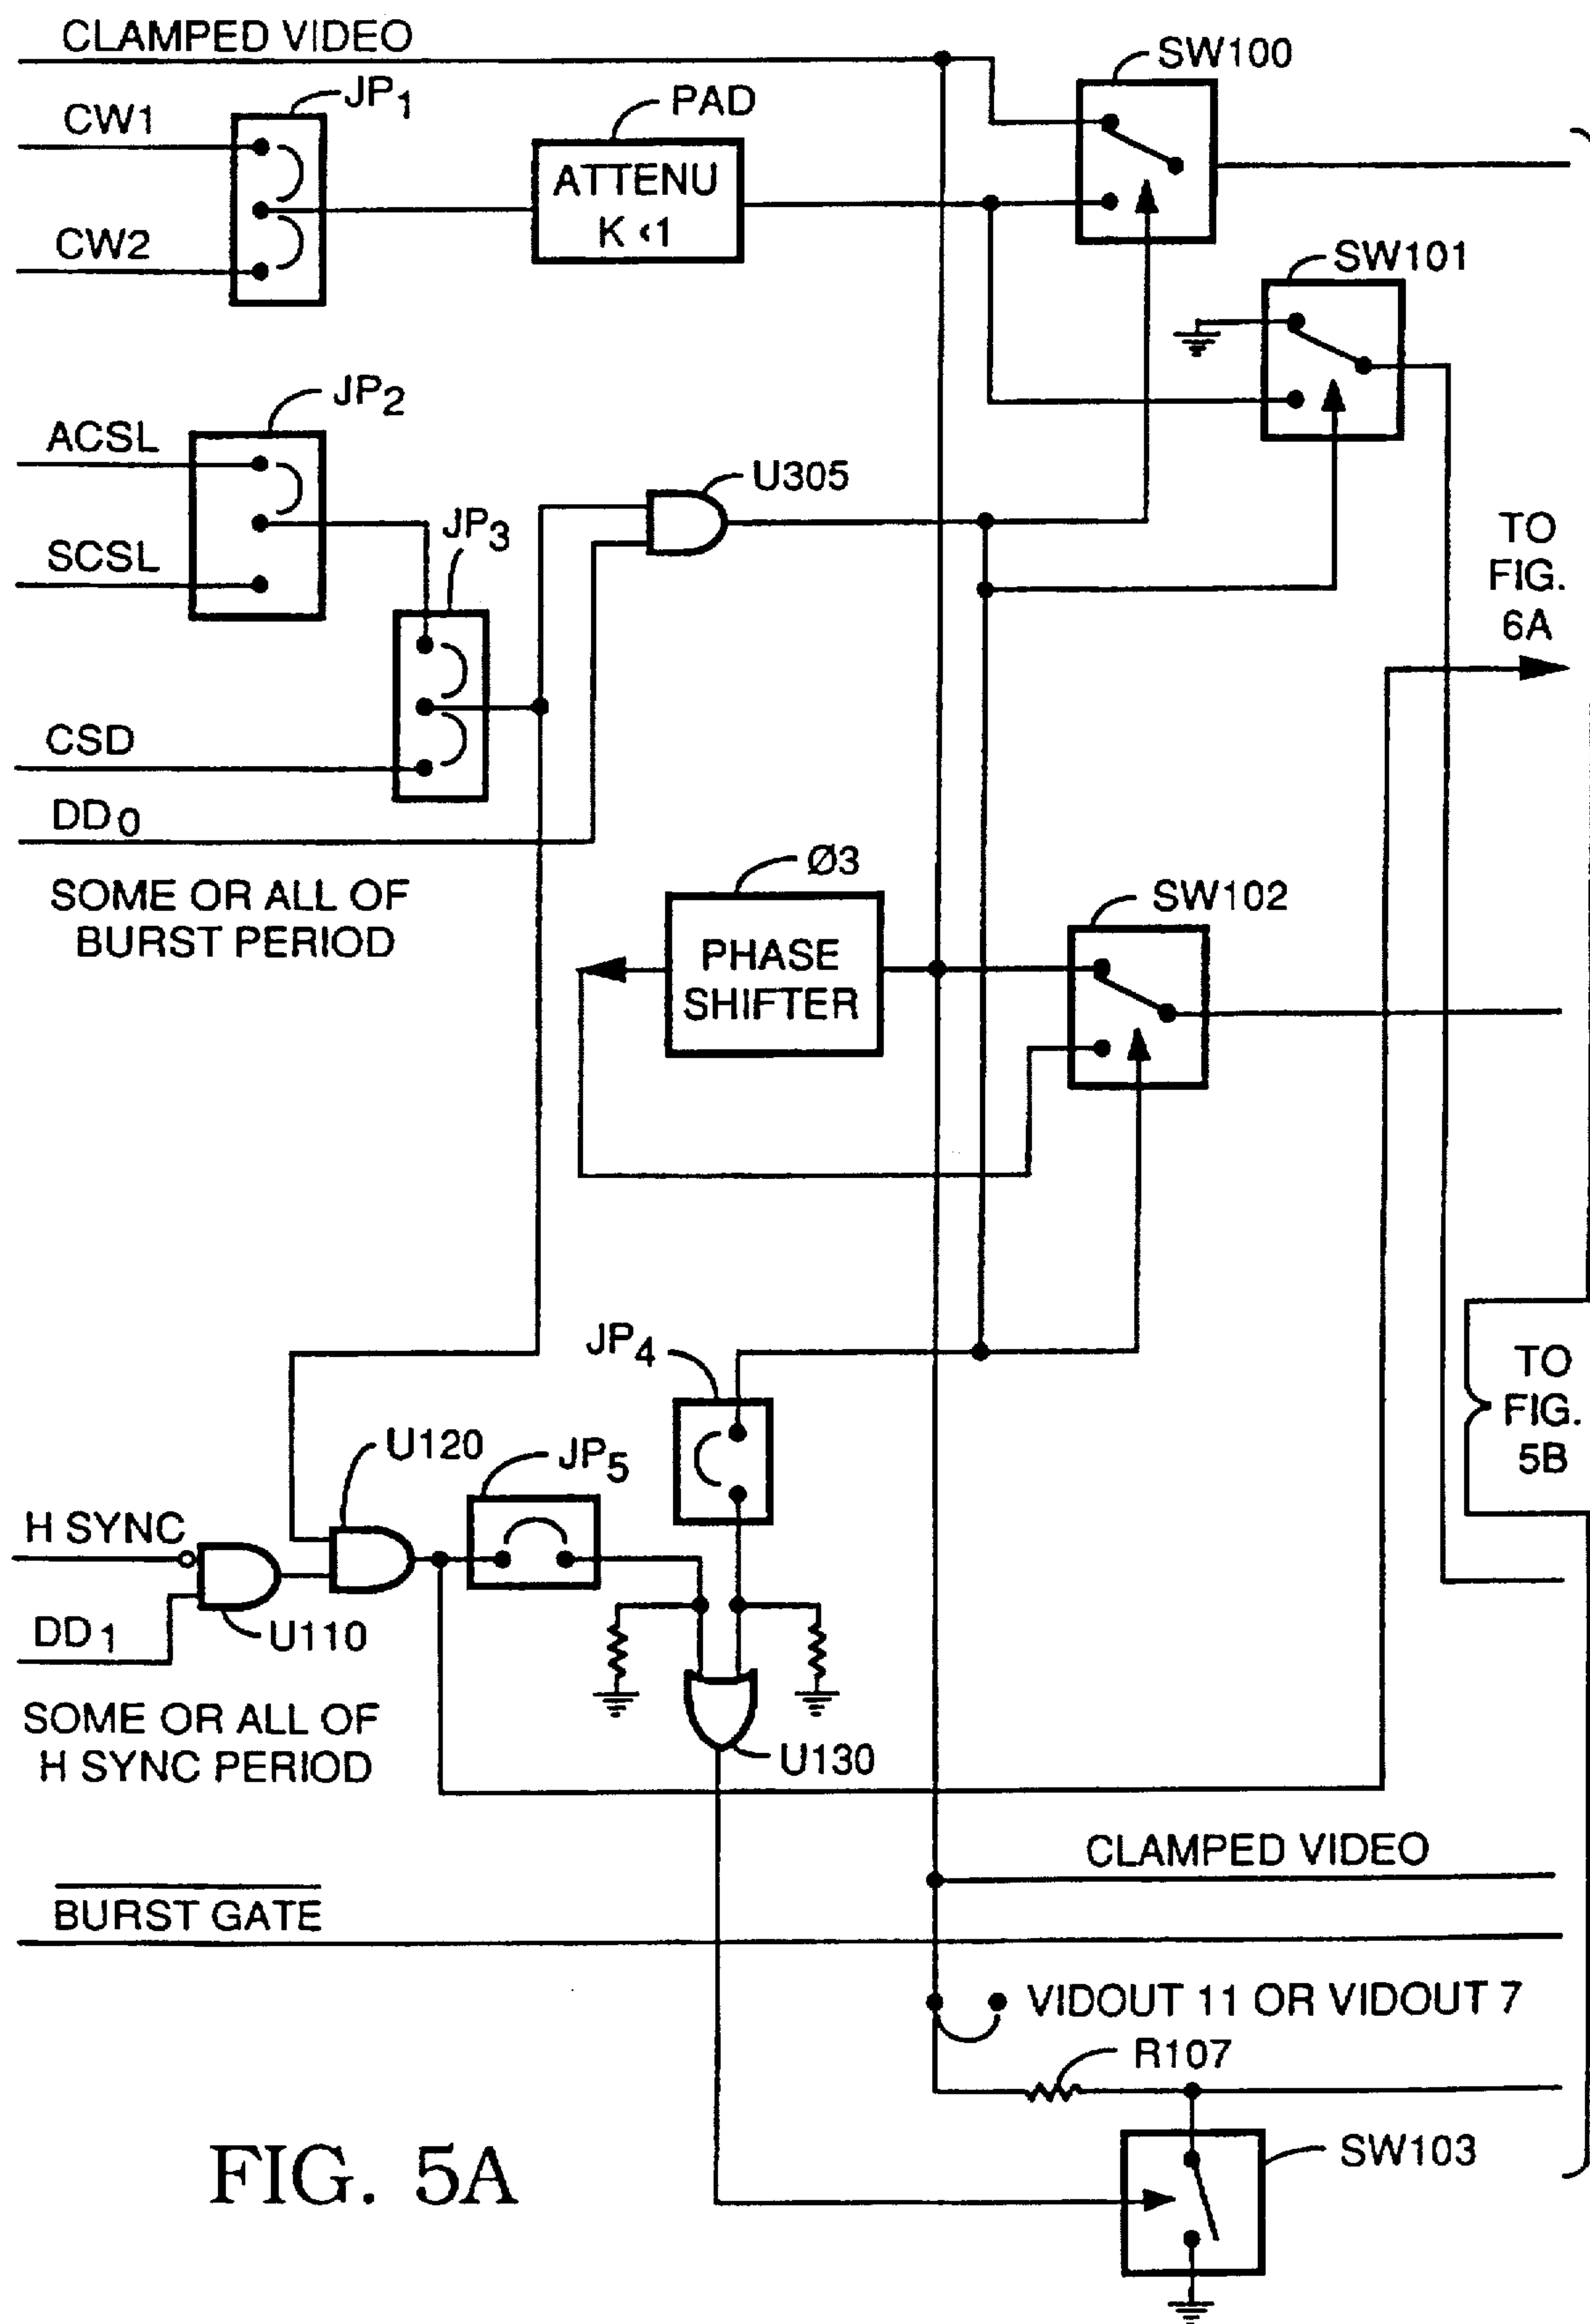 CLAMPED VIDEO
SW100
JP1
PAD
CW1
ATTENU
K <1
CW2
SW101
JP2
ACSL
U305
JP3
SCSL
TO
FIG.
6A
CSD
DD0
Ø3
SOME OR ALL OF
BURST PERIOD
SW102
PHASE
SHIFTER
JP4
TO
FIG.
5B
U120
JP5
H SYNC
DD1
U110
SOME OR ALL OF
H SYNC PERIOD
U130
CLAMPED VIDEO
BURST GATE
VIDOUT 11 OR VIDOUT 7
R107
SW103
FIG. 5A